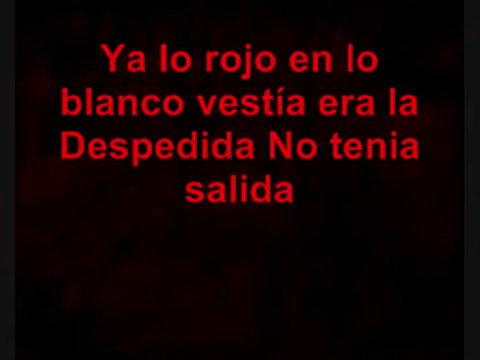 Ya lo rojo en lo
blanco vestía era la
Despedida No tenia
salida